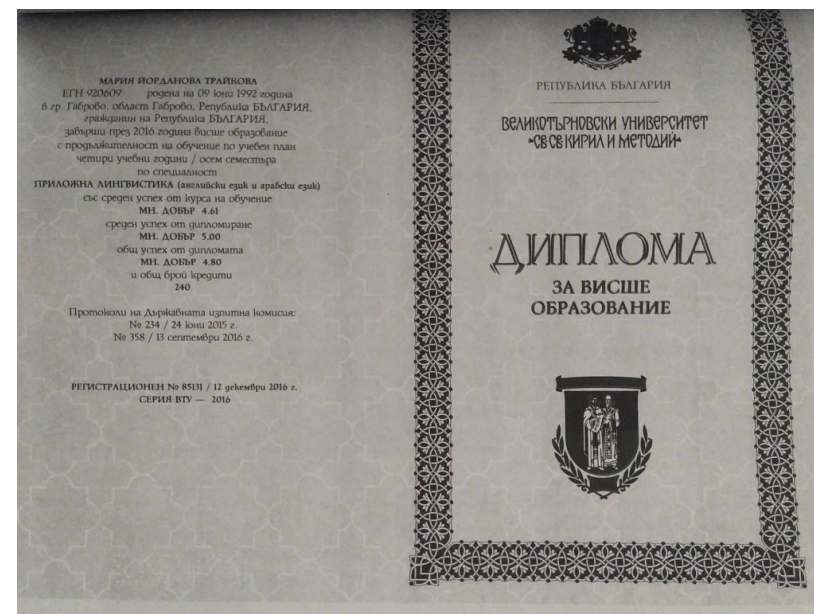 МАРИЯ ЙОРДАНОВА ТРАЙКОВА
ЕГН 920609 родена на 09 юни 1992 година
в гр. Габрово, област Габрово, Република БЪЛГАРИЯ,
гражданин на Република БЪЛГАРИЯ,
завърши през 2016 година висше образование
с продължителност на обучение по учебен план
четири учебни години / осем семестъра
по специалност
ПРИЛОЖНА ЛИНГВИСТИКА (английски език и арабски език)
със среден успех от курса на обучение
МН. ДОБЪР 4.61
среден успех от дипломиране
МН. ДОБЪР 5.00
общ успех от дипломата
МН. ДОБЪР 4.80
и общ брой кредити
240
Протоколи на Държавната изпитна комисия:
№ 234 / 24 юни 2015 г.
№ 358 / 13 септември 2016 г.
РЕГИСТРАЦИОНЕН № 85131 / 12 декември 2016 г.
СЕРИЯ ВТУ — 2016
РЕПУБЛИКА БЪЛГАРИЯ
ВЕЛИКОТЪРНОВСКИ УНИВЕРСИТЕТ
•СВ СВ КИРИЛ И МЕТОДИЙ•
ДИПЛОМА
ЗА ВИСШЕ
ОБРАЗОВАНИЕ